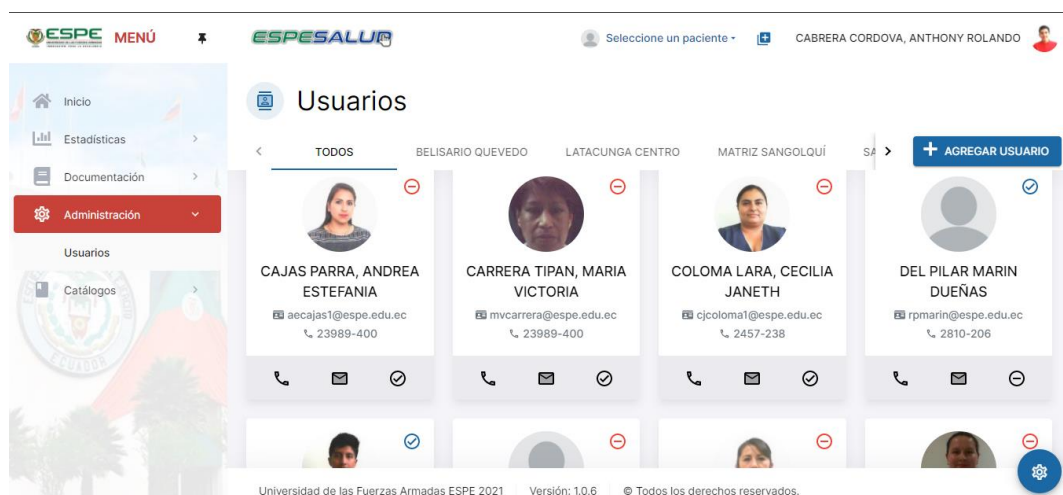 ESPE MENÚ
ESPESALUD
Seleccione un paciente
CABRERA CORDOVA, ANTHONY ROLANDO
Inicio
Estadísticas
Documentación
Administración
Usuarios
Catálogos
ECUADOR
Usuarios
TODOS BELISARIO QUEVEDO LATACUNGA CENTRO MATRIZ SANGOLQUÍ
AGREGAR USUARIO
CAJAS PARRA, ANDREA
ESTEFANIA
aecajas1@espe.edu.ec
23989-400
CARRERA TIPAN, MARIA
VICTORIA
mvcarrera@espe.edu.ec
23989-400
COLOMA LARA, CECILIA
JANETH
cjcoloma1@espe.edu.ec
2457-238
DEL PILAR MARIN
DUEÑAS
rpmarin@espe.edu.ec
2810-206
Universidad de las Fuerzas Armadas ESPE 2021 Versión: 1.0.6 © Todos los derechos reservados.